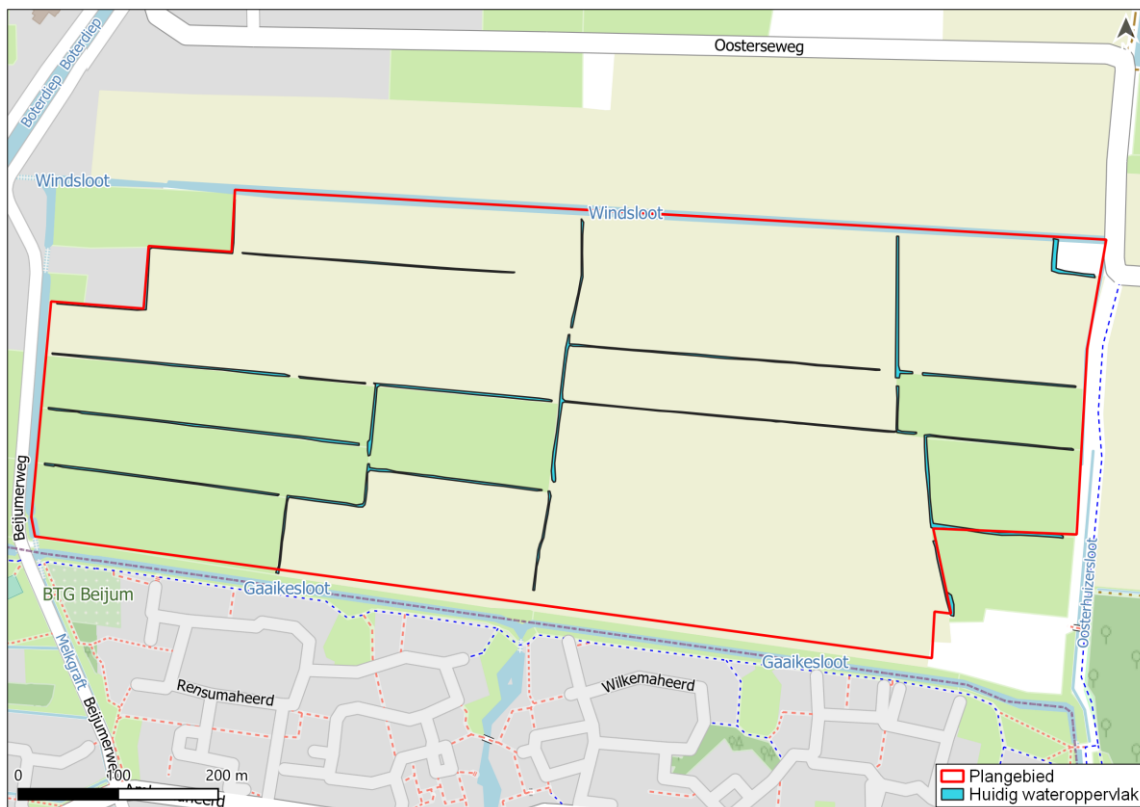 Oosterseweg
Boterdiep
Boterdiep
Windsloot
Windsloot
Beijumerweg
Gaaikesloot
BTG Beijum
Oosterhuizersloot
Gaaikesloot
Melkgraft
Rensumaheerd
Wilkemaheerd
Beijumerweg
0 100 200 m
Plangebied
Huidig wateroppervlak